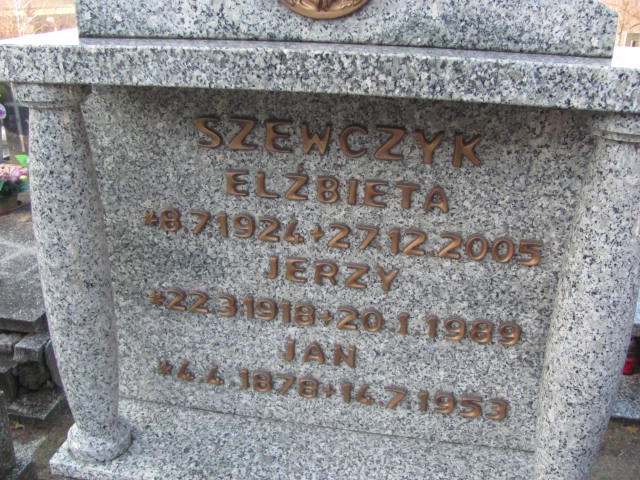 SZEWCZYK
ELŻBIETA
*8.7.1924+27.12.2005
JERZY
*22.3.1918+20.1.1989
JAN
*4.4.1878+14.7.1953